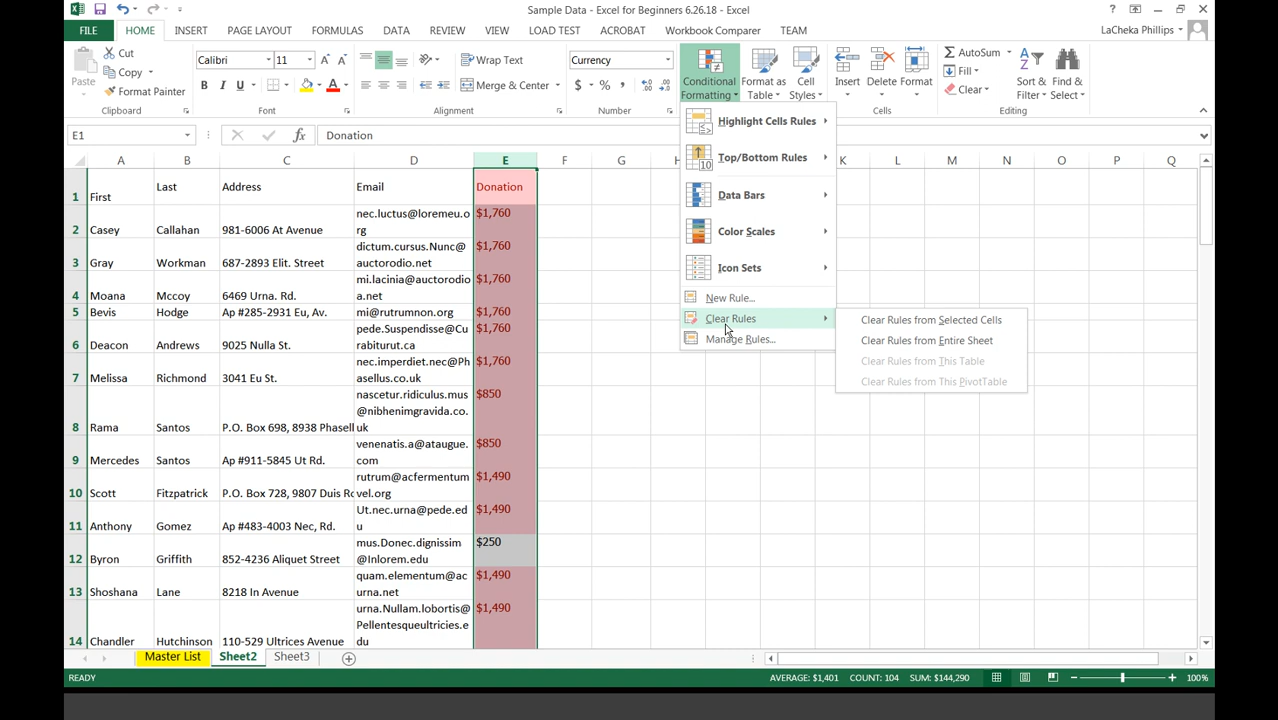 Sample Data - Excel for Beginners 6.26.18 - Excel
FILE HOME INSERT PAGE LAYOUT FORMULAS DATA REVIEW VIEW LOAD TEST ACROBAT Workbook Comparer TEAM LaCheka Phillips
Cut
Copy
Format Painter
Paste
Clipboard
Calibri 11
B I U
Font
Wrap Text
Merge & Center
Alignment
Currency
$ % ,
Number
Conditional Formatting
Format as Table
Cell Styles
Insert Delete Format
Cells
AutoSum
Fill
Clear
Sort & Filter
Find & Select
Editing
Highlight Cells Rules
Top/Bottom Rules
Data Bars
Color Scales
Icon Sets
New Rule...
Clear Rules
Manage Rules...
Clear Rules from Selected Cells
Clear Rules from Entire Sheet
Clear Rules from This Table
Clear Rules from This PivotTable
E1 fx Donation
A B C D E F G H K L M N O P Q
1 First Last Address Email Donation
2 Casey Callahan 981-6006 At Avenue nec.luctus@loremeu.org $1,760
3 Gray Workman 687-2893 Elit. Street dictum.cursus.Nunc@auctorodio.net $1,760
4 Moana Mccoy 6469 Urna. Rd. mi.lacinia@auctorodioa.net $1,760
5 Bevis Hodge Ap #285-2931 Eu, Av. mi@rutrumnon.org $1,760
6 Deacon Andrews 9025 Nulla St. pede.Suspendisse@Curabiturut.ca $1,760
7 Melissa Richmond 3041 Eu St. nec.imperdiet.nec@Phasellus.co.uk $1,760
8 Rama Santos P.O. Box 698, 8938 Phasell nascetur.ridiculus.mus@nibhenimgravida.co.uk $850
9 Mercedes Santos Ap #911-5845 Ut Rd. venenatis.a@ataugue.com $850
10 Scott Fitzpatrick P.O. Box 728, 9807 Duis Ro rutrum@acfermentumvel.org $1,490
11 Anthony Gomez Ap #483-4003 Nec, Rd. Ut.nec.urna@pede.edu $1,490
12 Byron Griffith 852-4236 Aliquet Street mus.Donec.dignissim@Inlorem.edu $250
13 Shoshana Lane 8218 In Avenue quam.elementum@acurna.net $1,490
14 Chandler Hutchinson 110-529 Ultrices Avenue urna.Nullam.lobortis@Pellentesqueultricies.edu $1,490
Master List Sheet2 Sheet3
READY AVERAGE: $1,401 COUNT: 104 SUM: $144,290 100%